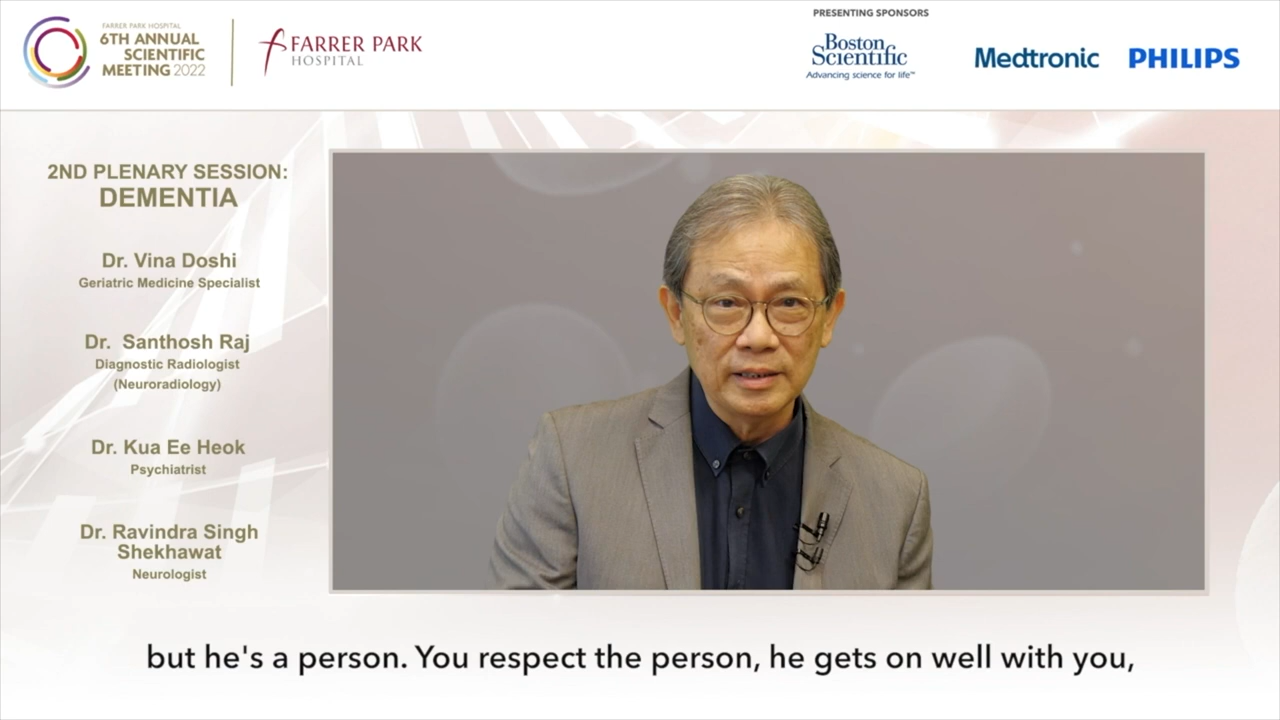 FARRER PARK HOSPITAL
6TH ANNUAL
SCIENTIFIC
MEETING 2022
FARRER PARK
HOSPITAL
PRESENTING SPONSORS
Boston
Scientific
Advancing science for life™
Medtronic
PHILIPS
2ND PLENARY SESSION:
DEMENTIA
Dr. Vina Doshi
Geriatric Medicine Specialist
Dr. Santhosh Raj
Diagnostic Radiologist
(Neuroradiology)
Dr. Kua Ee Heok
Psychiatrist
Dr. Ravindra Singh
Shekhawat
Neurologist
but he's a person. You respect the person, he gets on well with you,